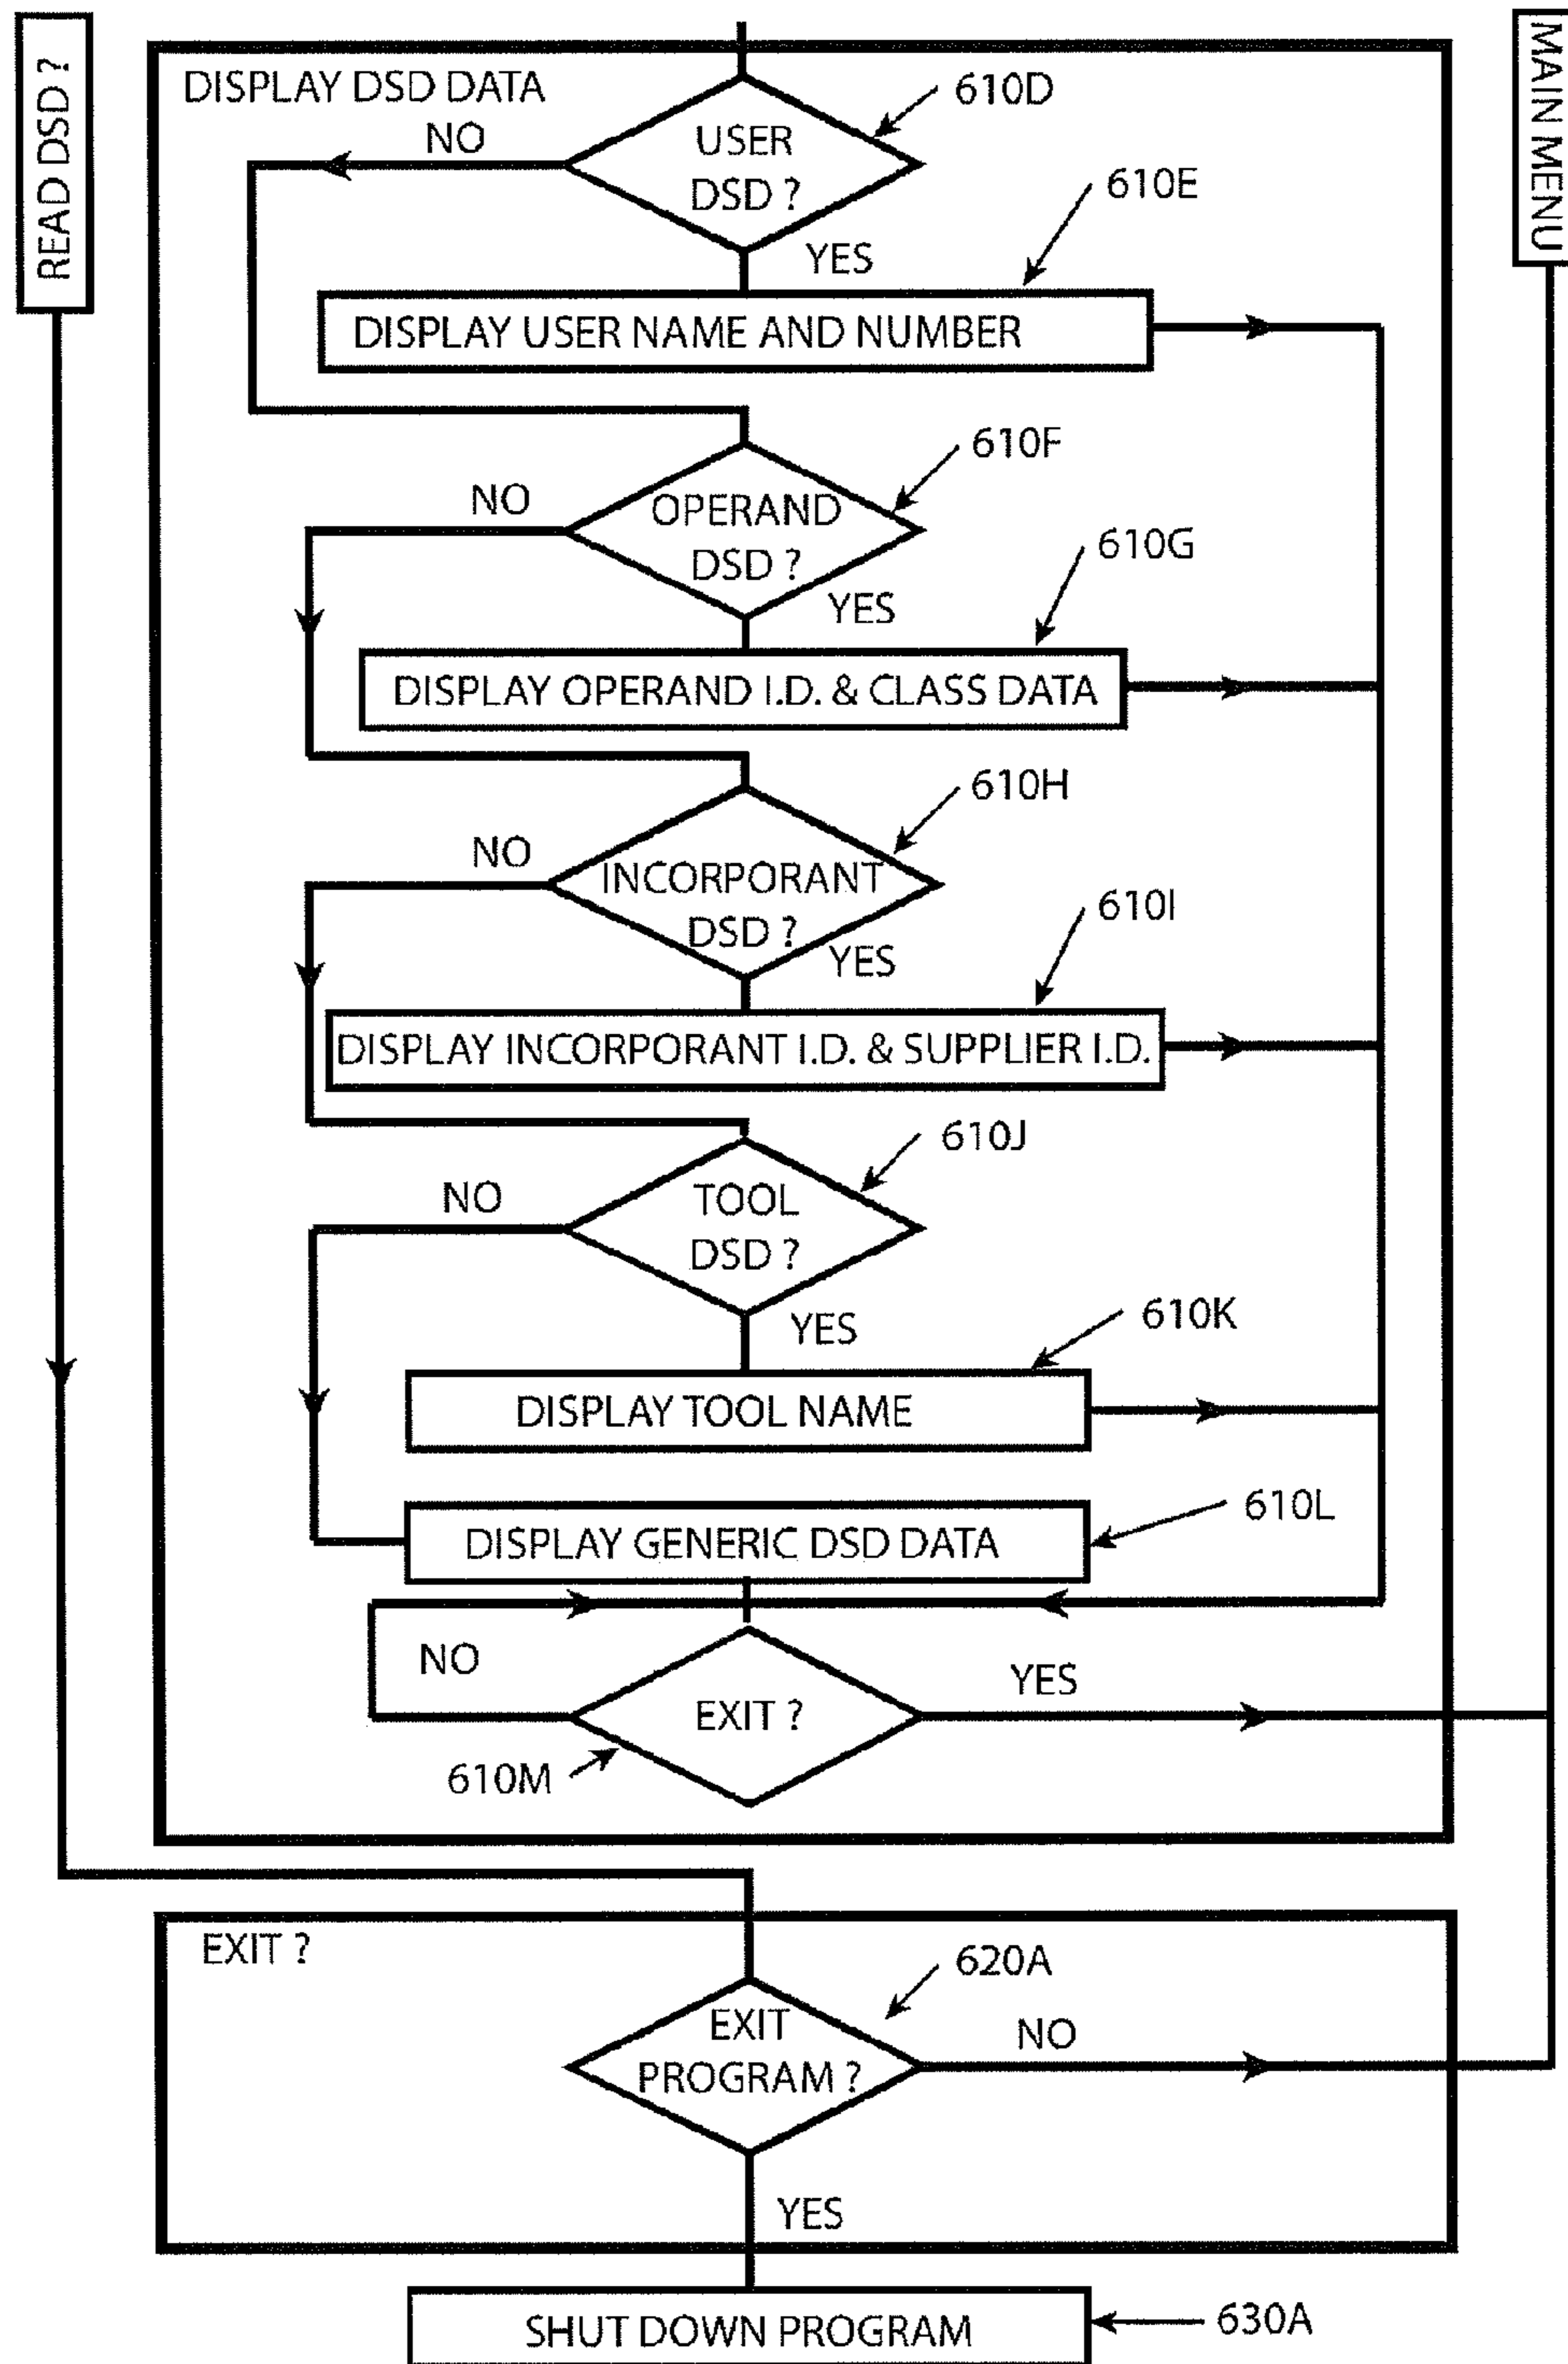 READ DSD ?
MAIN MENU
DISPLAY DSD DATA
610D
NO
USER
DSD ?
610E
YES
DISPLAY USER NAME AND NUMBER
610F
NO
OPERAND
DSD ?
610G
YES
DISPLAY OPERAND I.D. & CLASS DATA
610H
NO
INCORPORANT
DSD ?
610I
YES
DISPLAY INCORPORANT I.D. & SUPPLIER I.D.
610J
NO
TOOL
DSD ?
610K
YES
DISPLAY TOOL NAME
610L
DISPLAY GENERIC DSD DATA
NO
YES
EXIT ?
610M
EXIT ?
620A
EXIT
PROGRAM ?
NO
YES
SHUT DOWN PROGRAM
630A